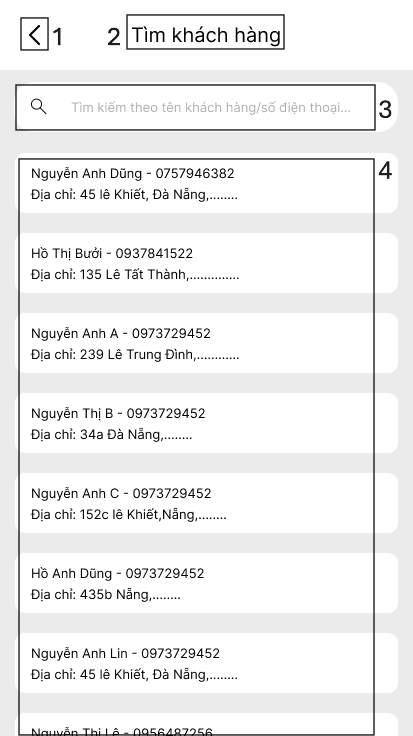 1 2 Tìm khách hàng
Tìm kiếm theo tên khách hàng/số điện thoại... 3
4
Nguyễn Anh Dũng - 0757946382
Địa chỉ: 45 lê Khiết, Đà Nẵng,........
Hồ Thị Bưởi - 0937841522
Địa chỉ: 135 Lê Tất Thành,..............
Nguyễn Anh A - 0973729452
Địa chỉ: 239 Lê Trung Đình,............
Nguyễn Thị B - 0973729452
Địa chỉ: 34a Đà Nẵng,........
Nguyễn Anh C - 0973729452
Địa chỉ: 152c lê Khiết,Nẵng,........
Hồ Anh Dũng - 0973729452
Địa chỉ: 435b Nẵng,........
Nguyễn Anh Lin - 0973729452
Địa chỉ: 45 lê Khiết, Đà Nẵng,........
Nguyễn Thị Lê - 0956487256